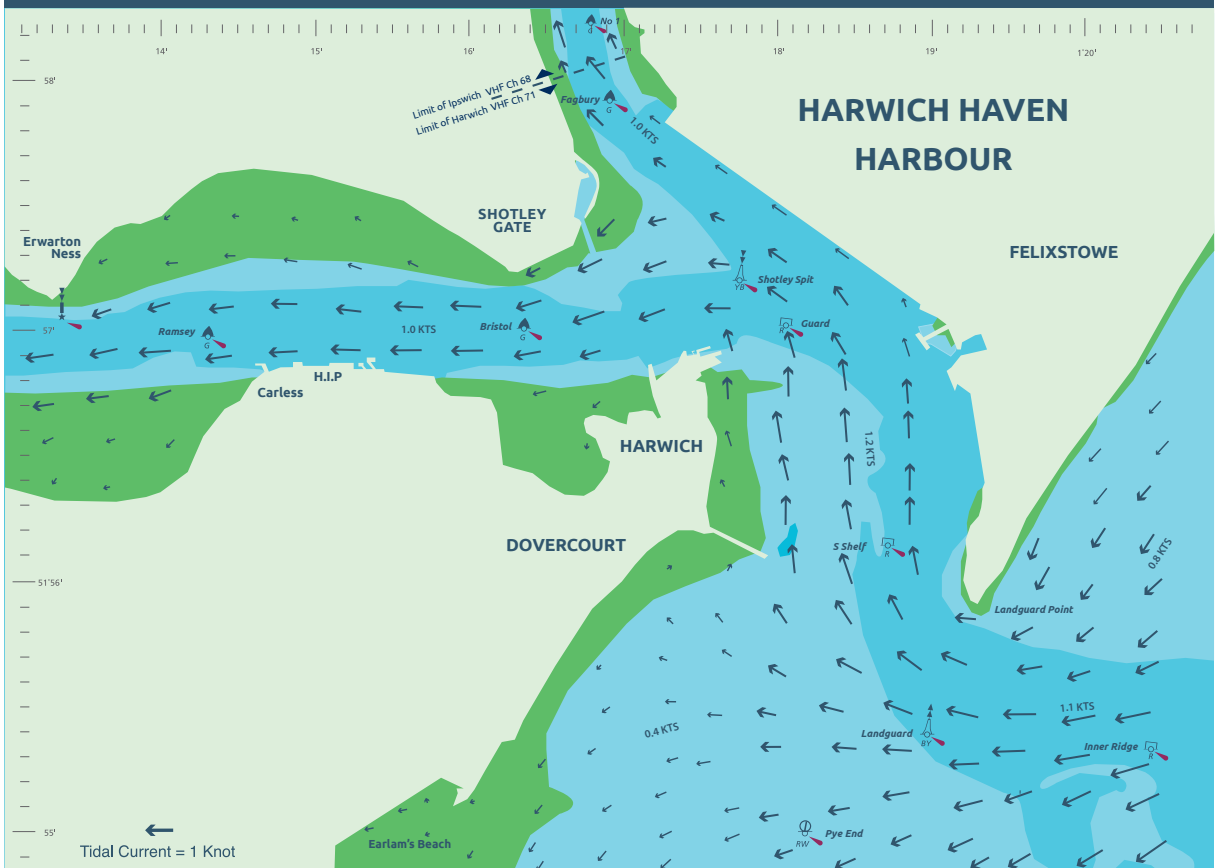 No 1
G
14'
15'
16'
17'
18'
19'
1°20'
58'
Limit of Ipswich VHF Ch 68
Limit of Harwich VHF Ch 71
Fagbury
G
1.0 KTS
HARWICH HAVEN
HARBOUR
SHOTLEY
GATE
Erwarton
Ness
FELIXSTOWE
Shotley Spit
YB
57'
Ramsey
G
1.0 KTS
Bristol
G
Guard
R
H.I.P
Carless
HARWICH
1.2 KTS
DOVERCOURT
S Shelf
R
0.8 KTS
51°56'
Landguard Point
1.1 KTS
0.4 KTS
Landguard
BY
Inner Ridge
R
55'
Pye End
RW
Earlam's Beach
Tidal Current = 1 Knot